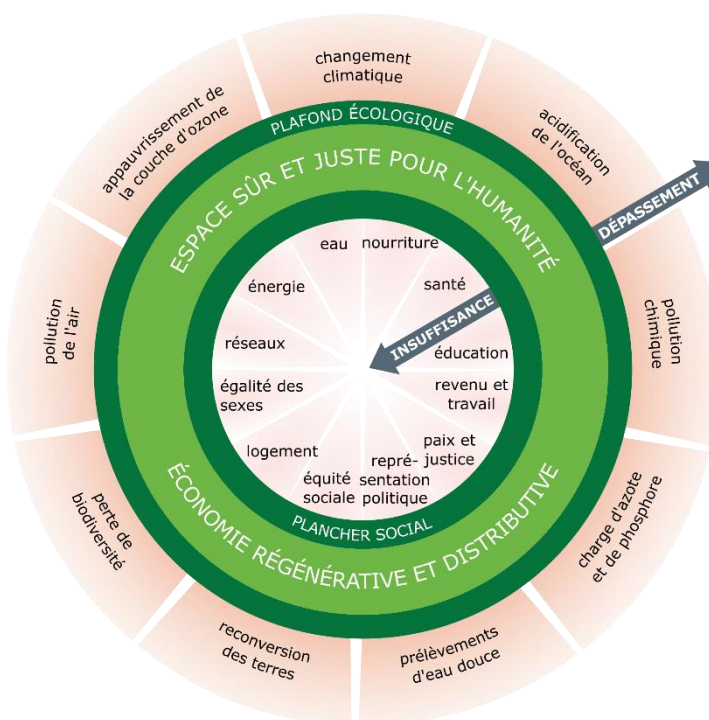 changement
climatique
acidification
de l'océan
pollution
chimique
charge d'azote
et de phosphore
prélèvements
d'eau douce
reconversion
des terres
perte de
biodiversité
pollution
de l'air
appauvrissement de
la couche d'ozone
PLAFOND ÉCOLOGIQUE
ESPACE SÛR ET JUSTE POUR L'HUMANITÉ
DÉPASSEMENT
INSUFFISANCE
eau
nourriture
santé
éducation
revenu et
travail
paix et
justice
repré-
sentation
politique
équité
sociale
logement
égalité des
sexes
réseaux
énergie
PLANCHER SOCIAL
ÉCONOMIE RÉGÉNÉRATIVE ET DISTRIBUTIVE